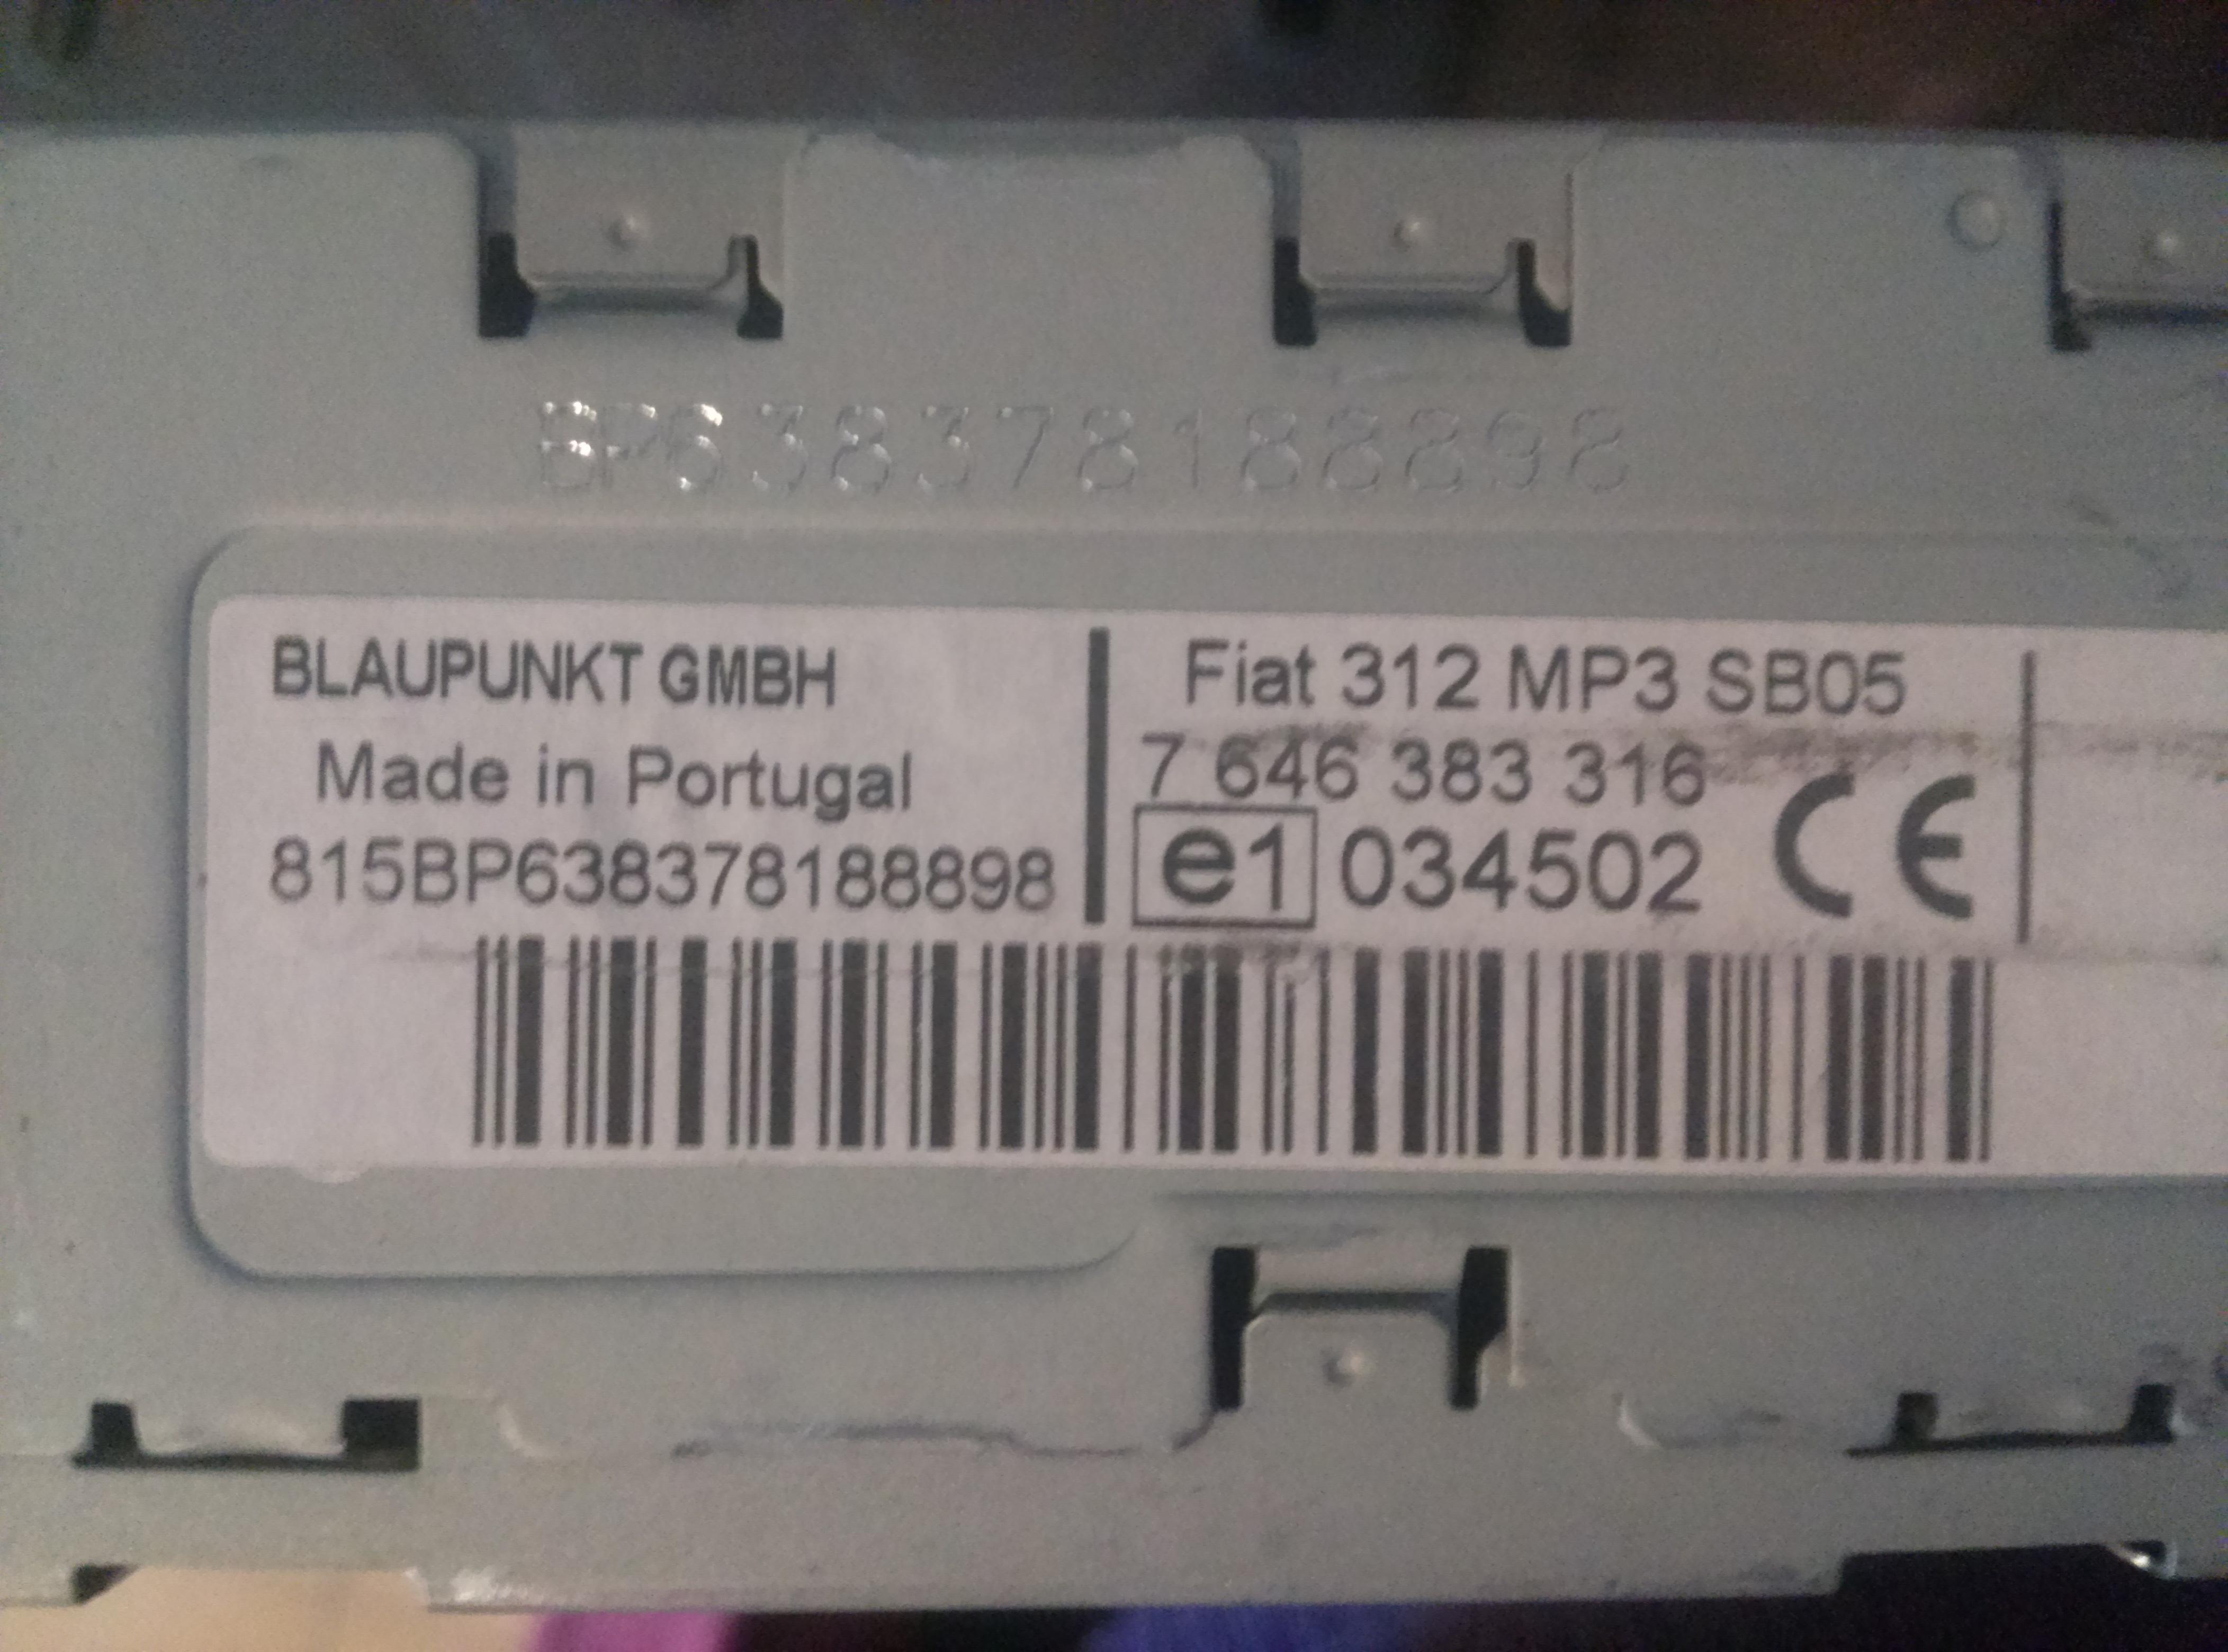 BP638378188898
BLAUPUNKT GMBH
Made in Portugal
815BP638378188898
Fiat 312 MP3 SB05
7 646 383 316
e1 034502 CE